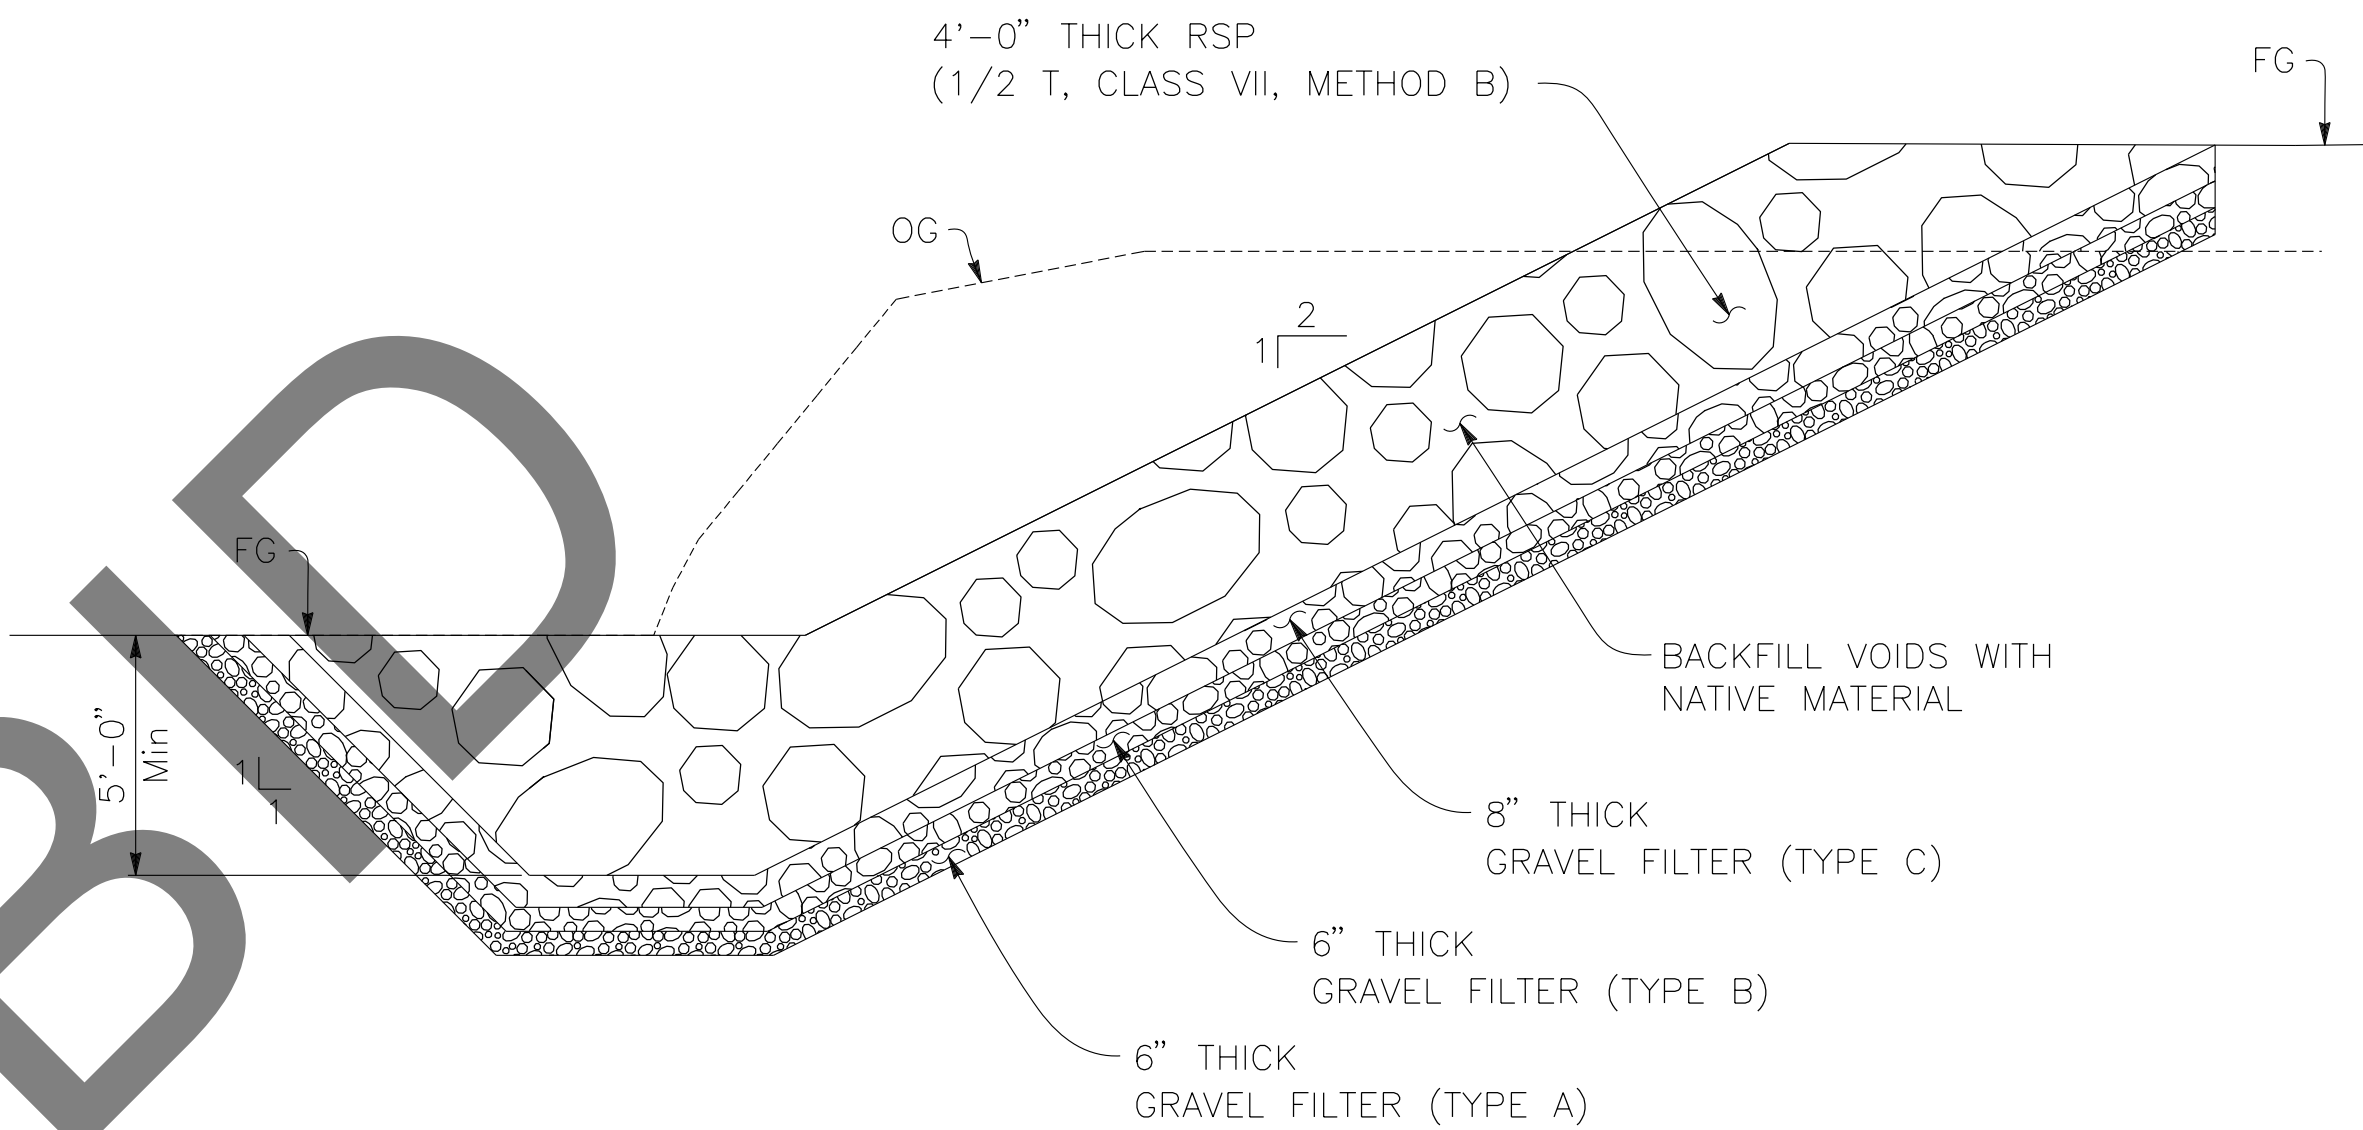 4'-0" THICK RSP
(1/2 T, CLASS VII, METHOD B)
FG
OG
2
1
FG
5'-0"
Min
1
1
BACKFILL VOIDS WITH
NATIVE MATERIAL
8" THICK
GRAVEL FILTER (TYPE C)
6" THICK
GRAVEL FILTER (TYPE B)
6" THICK
GRAVEL FILTER (TYPE A)
BID